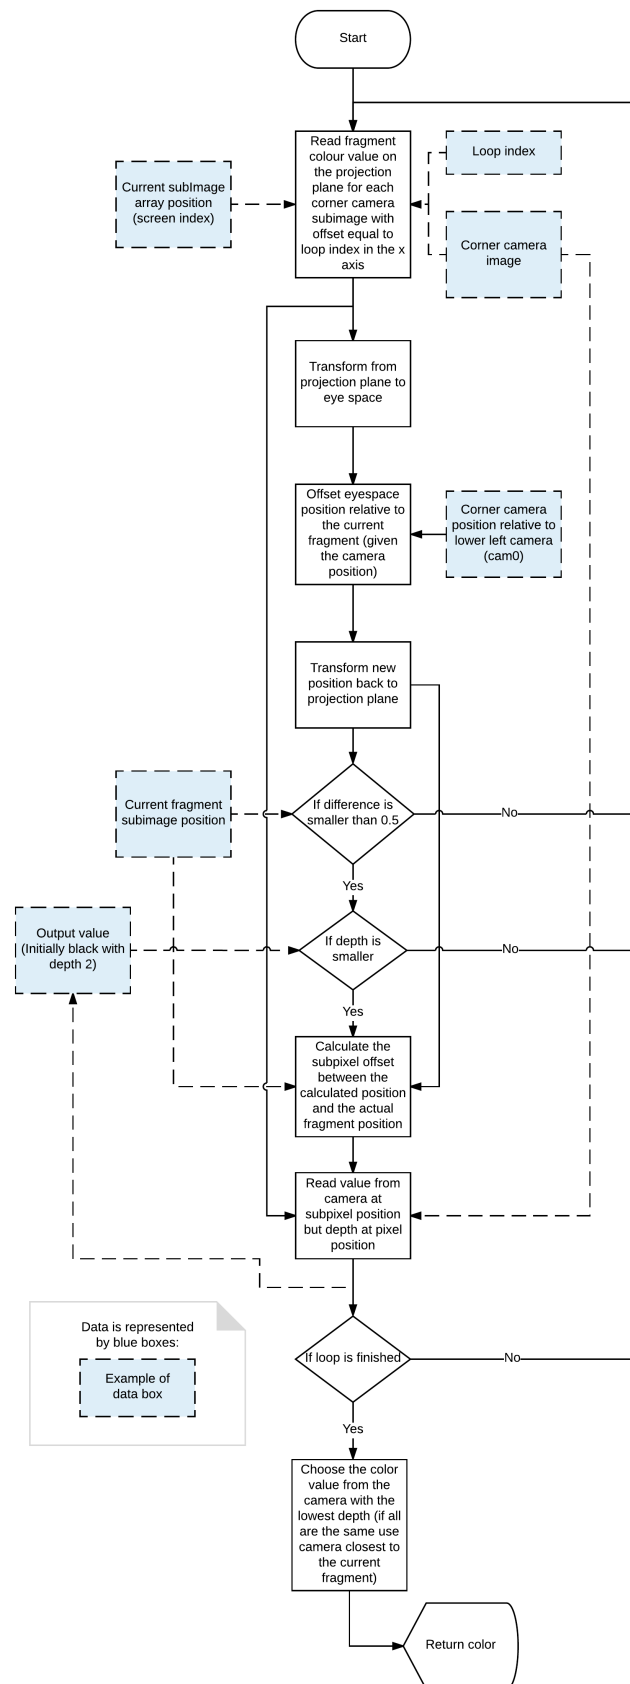 Start
Read fragment
colour value on
the projection
plane for each
corner camera
subimage with
offset equal to
loop index in the x
axis
Current subImage
array position
(screen index)
Loop index
Corner camera
image
Transform from
projection plane to
eye space
Offset eyespace
position relative to
the current
fragment (given
the camera
position)
Corner camera
position relative to
lower left camera
(cam0)
Transform new
position back to
projection plane
Current fragment
subimage position
If difference is
smaller than 0.5
No
Yes
Output value
(Initially black with
depth 2)
If depth is
smaller
No
Yes
Calculate the
subpixel offset
between the
calculated position
and the actual
fragment position
Read value from
camera at
subpixel position
but depth at pixel
position
Data is represented
by blue boxes:
Example of
data box
If loop is finished
No
Yes
Choose the color
value from the
camera with the
lowest depth (if all
are the same use
camera closest to
the current
fragment)
Return color